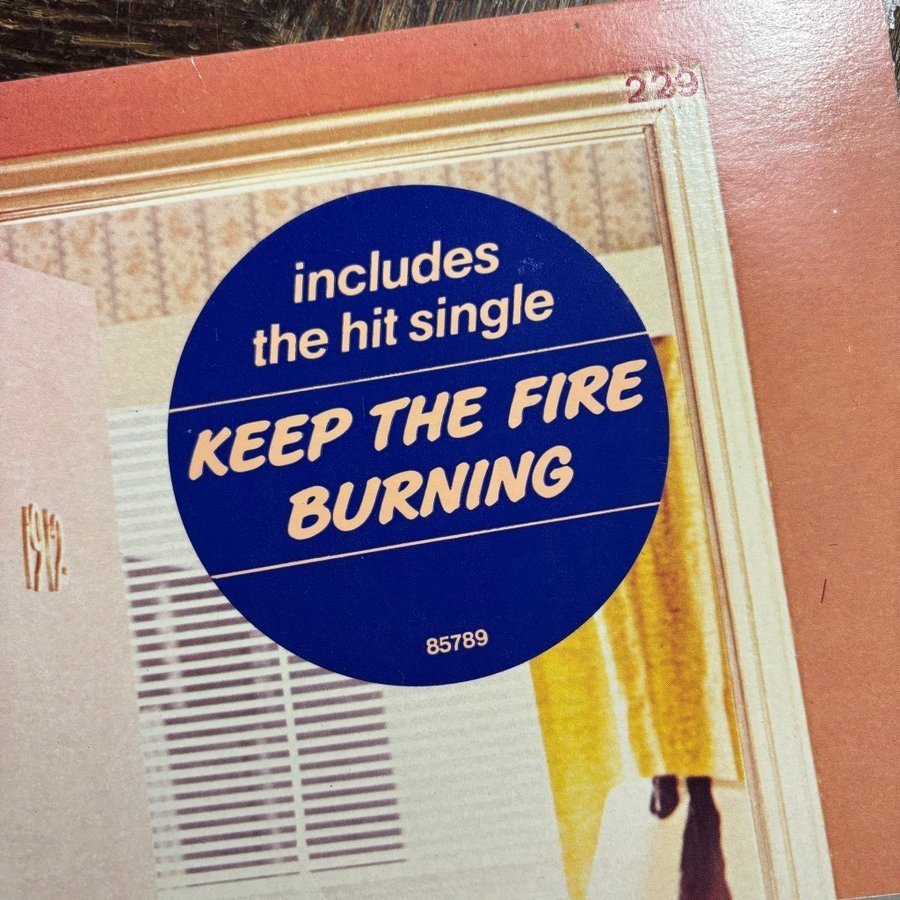 229
includes
the hit single
KEEP THE FIRE
BURNING
85789